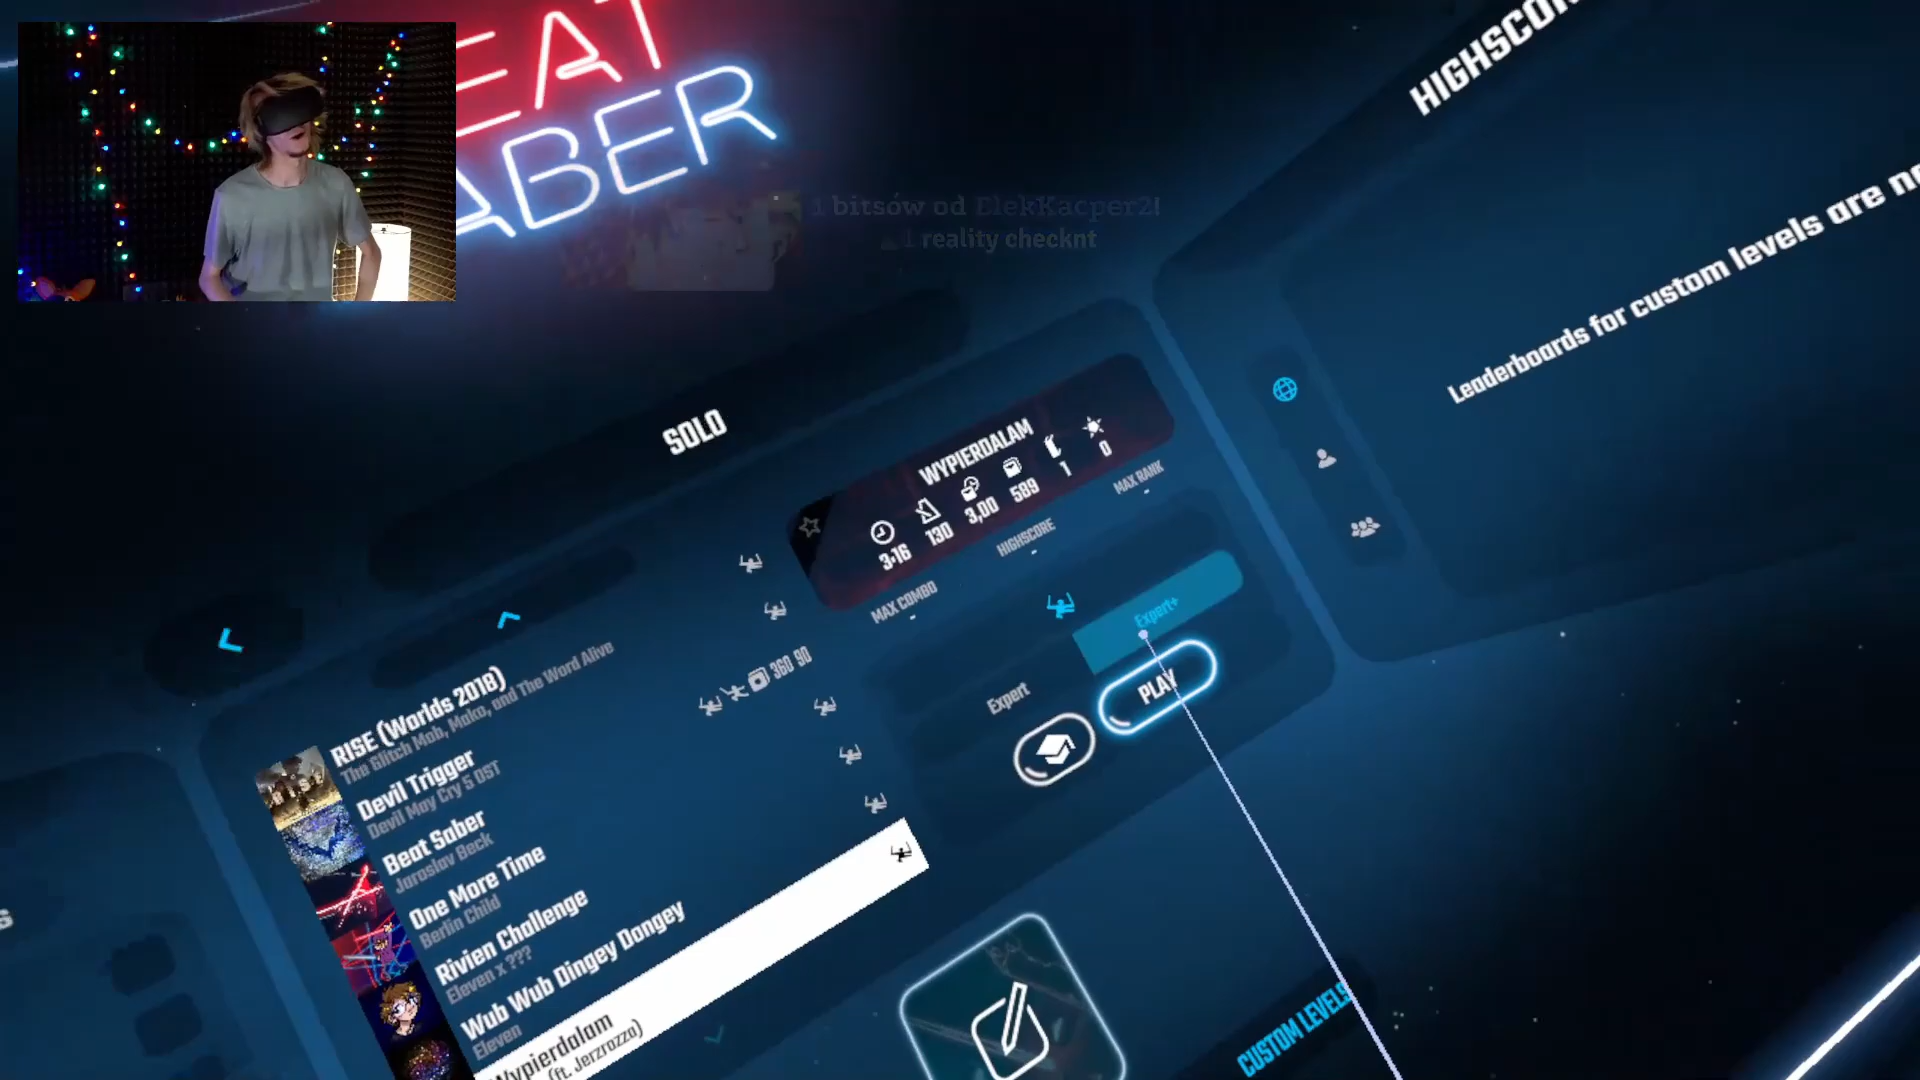 EAT
ABER
HIGHSCOR
1 bitsów od ElekKacper2!
1 reality checknt
Leaderboards for custom levels are no
SOLO
WYPIERDALAM
3:16
130
3,00
589
1
0
MAX COMBO
-
HIGHSCORE
-
MAX RANK
-
Expert
Expert+
PLAY
RISE (Worlds 2018)
The Glitch Mob, Mako, and The Word Alive
360 90
Devil Trigger
Devil May Cry 5 OST
Beat Saber
Jaroslav Beck
One More Time
Berlin Child
Rivien Challenge
Eleven x ???
Wub Wub Dingey Dongey
Eleven
Wypierdalam
(ft. Jerzrozzo)
CUSTOM LEVELS
S